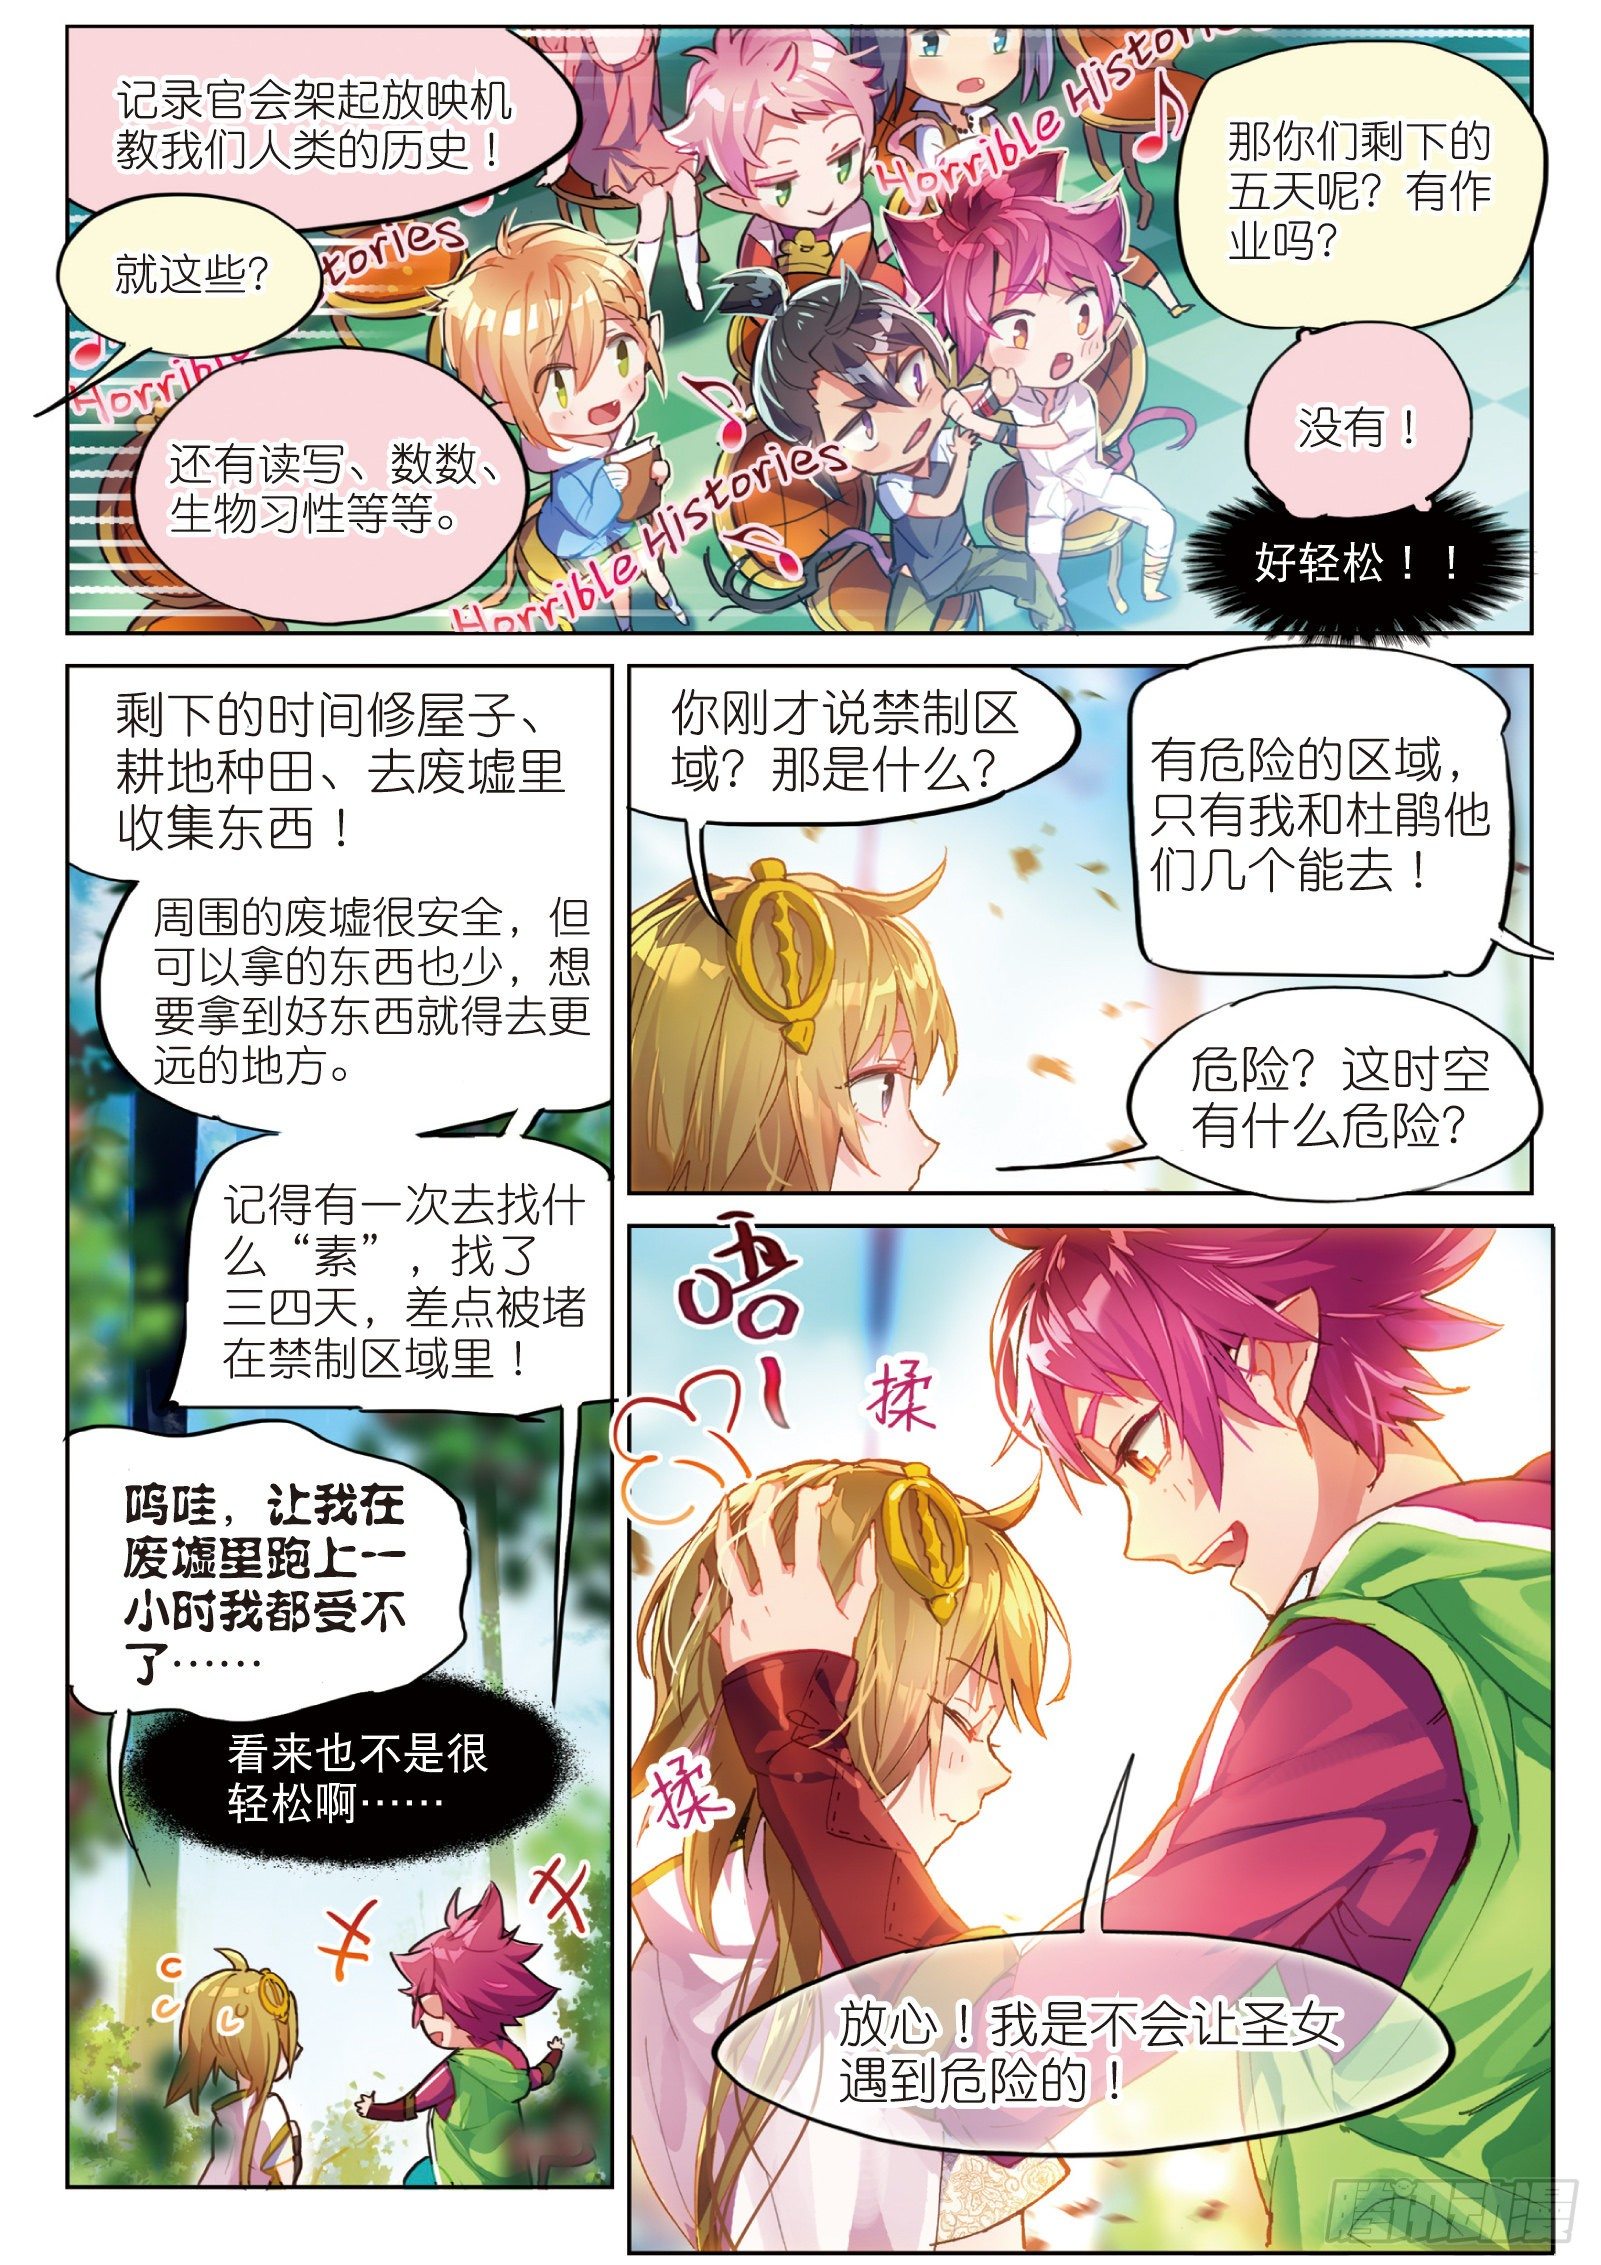 记录官会架起放映机
教我们人类的历史！
就这些？
还有读写、数数、
生物习性等等。
那你们剩下的
五天呢？有作
业吗？
没有！
好轻松！！
Horrible Histories
Horrible Histories
Horrible Histories
剩下的时间修屋子、
耕地种田、去废墟里
收集东西！
周围的废墟很安全，但
可以拿的东西也少，想
要拿到好东西就得去更
远的地方。
记得有一次去找什
么“素”，找了
三四天，差点被堵
在禁制区域里！
呜哇，让我在
废墟里跑上一
小时我都受不
了……
看来也不是很
轻松啊……
你刚才说禁制区
域？那是什么？
有危险的区域，
只有我和杜鹃他
们几个能去！
危险？这时空
有什么危险？
唔
揉
揉
放心！我是不会让圣女
遇到危险的！
腾讯动漫